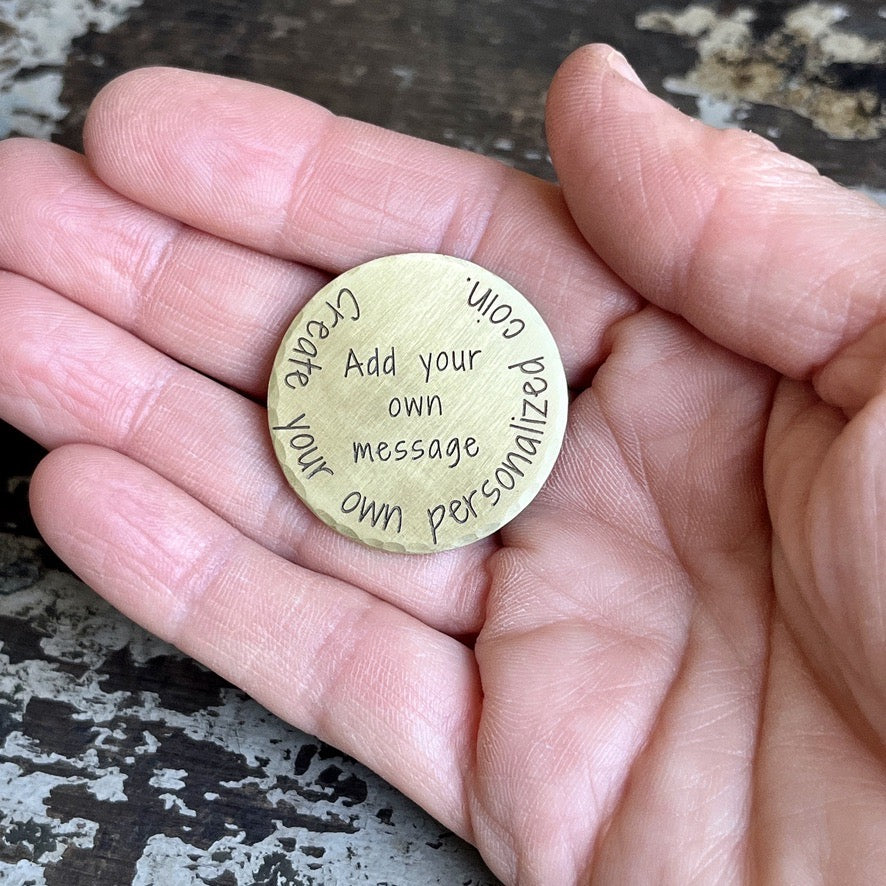 Create your own personalized coin.
Add your
own
message